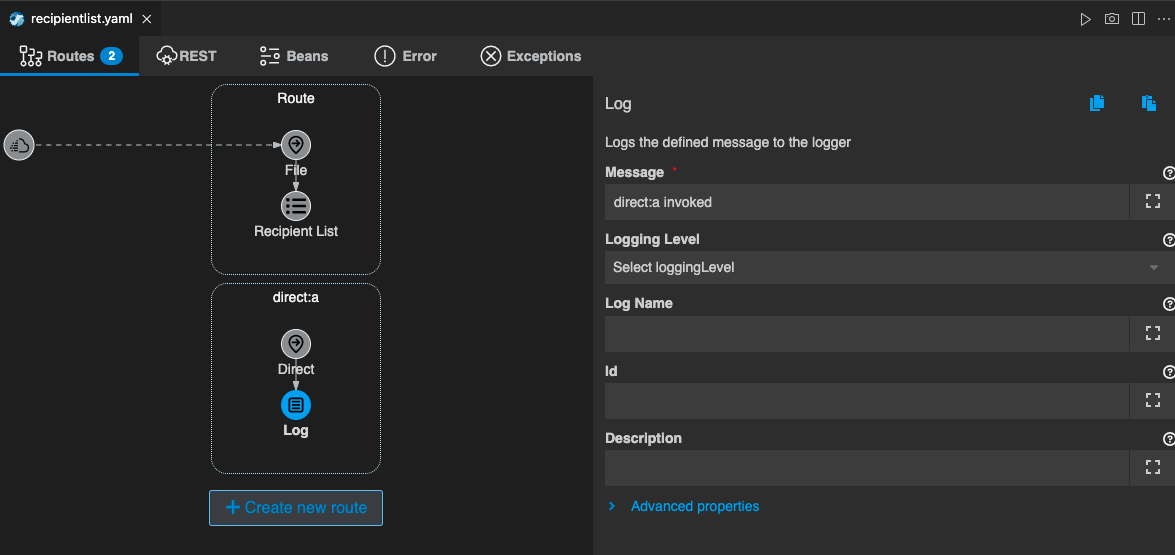 recipientlist.yaml
Routes 2 REST Beans Error Exceptions
Route
File
Recipient List
direct:a
Direct
Log
Create new route
Log
Logs the defined message to the logger
Message *
direct:a invoked
Logging Level
Select loggingLevel
Log Name
Id
Description
Advanced properties